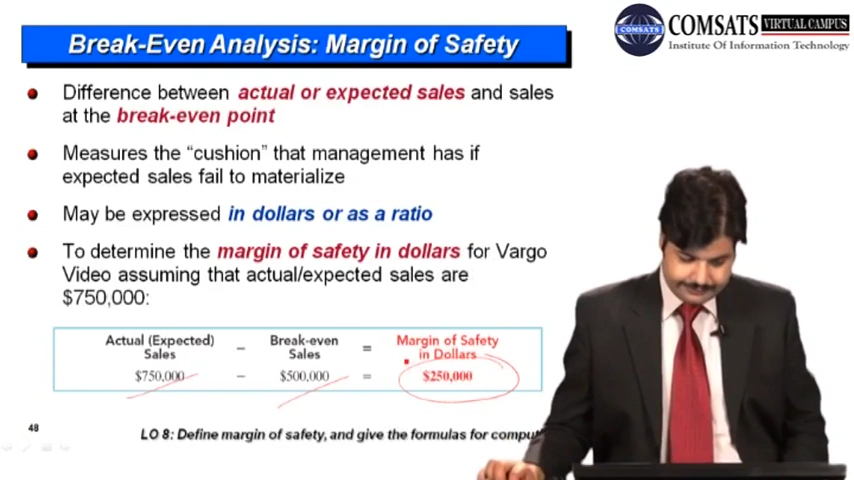 Break-Even Analysis: Margin of Safety
COMSATS
COMSATS VIRTUAL CAMPUS
Institute Of Information Technology
Difference between actual or expected sales and sales
at the break-even point
Measures the “cushion” that management has if
expected sales fail to materialize
May be expressed in dollars or as a ratio
To determine the margin of safety in dollars for Vargo
Video assuming that actual/expected sales are
$750,000:
Actual (Expected) Sales – Break-even Sales = Margin of Safety in Dollars
$750,000 – $500,000 = $250,000
48
LO 8: Define margin of safety, and give the formulas for comput